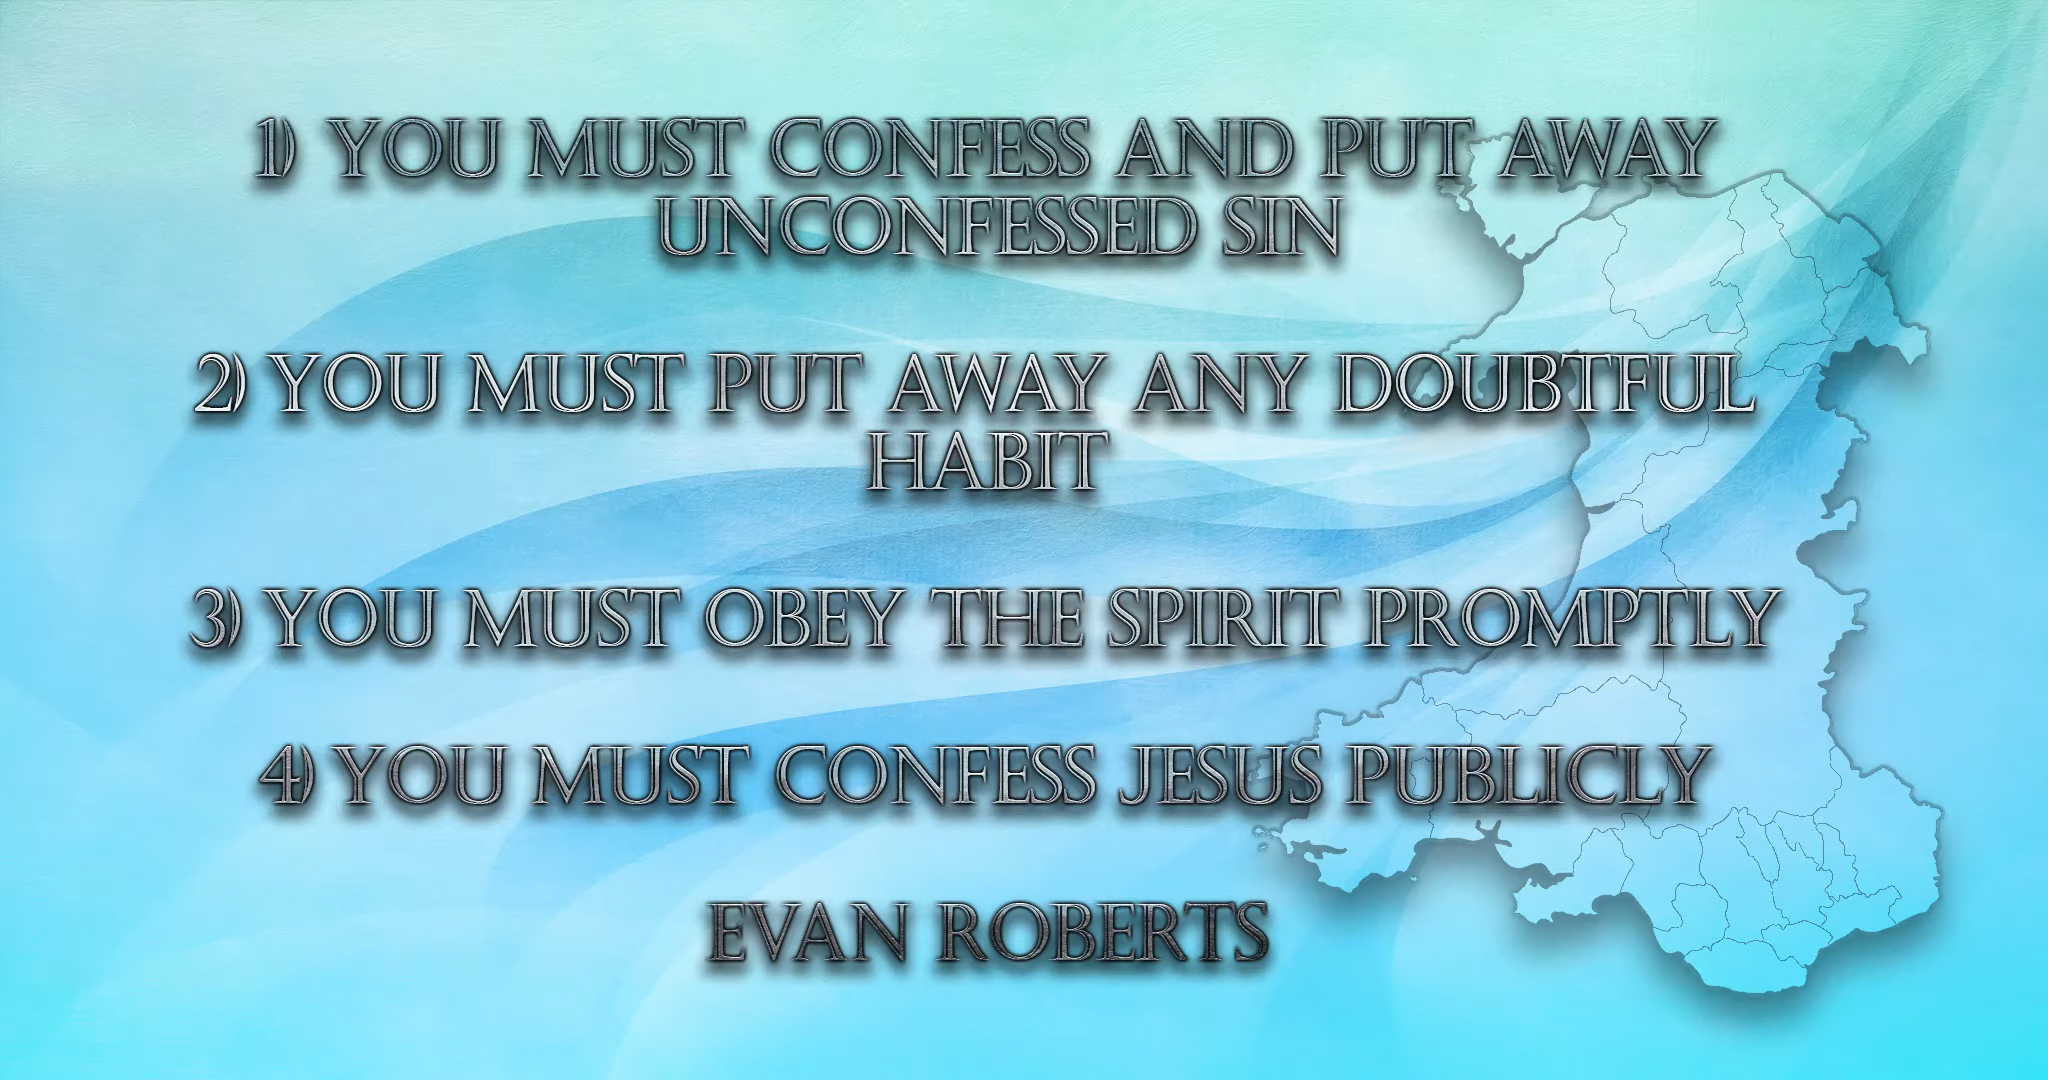 1) YOU MUST CONFESS AND PUT AWAY
UNCONFESSED SIN
2) YOU MUST PUT AWAY ANY DOUBTFUL
HABIT
3) YOU MUST OBEY THE SPIRIT PROMPTLY
4) YOU MUST CONFESS JESUS PUBLICLY
EVAN ROBERTS